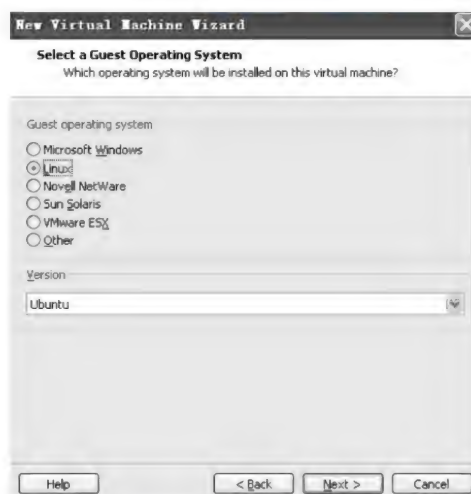 New Virtual Machine Wizard
Select a Guest Operating System
Which operating system will be installed on this virtual machine?
Guest operating system
Microsoft Windows
Linux
Novell NetWare
Sun Solaris
VMware ESX
Other
Version
Ubuntu
Help < Back Next > Cancel